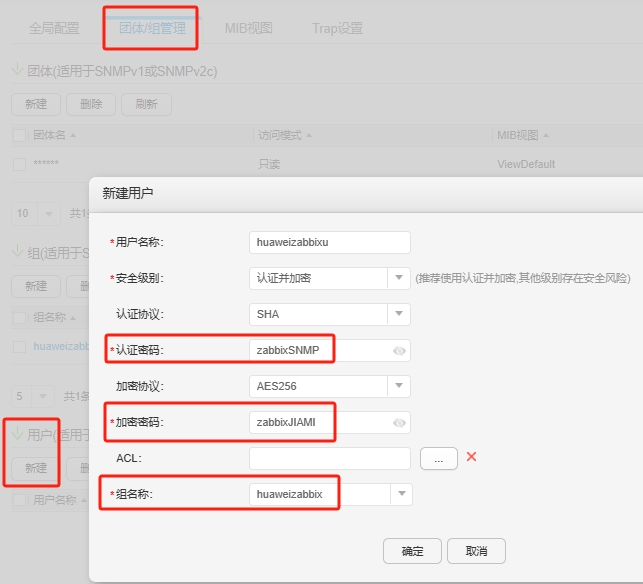 全局配置 团体/组管理 MIB视图 Trap设置
团体(适用于SNMPv1或SNMPv2c)
新建 删除 刷新
团体名 访问模式 MIB视图
****** 只读 ViewDefault
10 共1
组(适用于S
新建
组名称
huaweizabb
5 共1条
用户(适用于
新建
用户名称
新建用户
*用户名称: huaweizabbixu
*安全级别: 认证并加密 (推荐使用认证并加密,其他级别存在安全风险)
认证协议: SHA
*认证密码: zabbixSNMP
加密协议: AES256
*加密密码: zabbixJIAMI
ACL: ...
*组名称: huaweizabbix
确定 取消